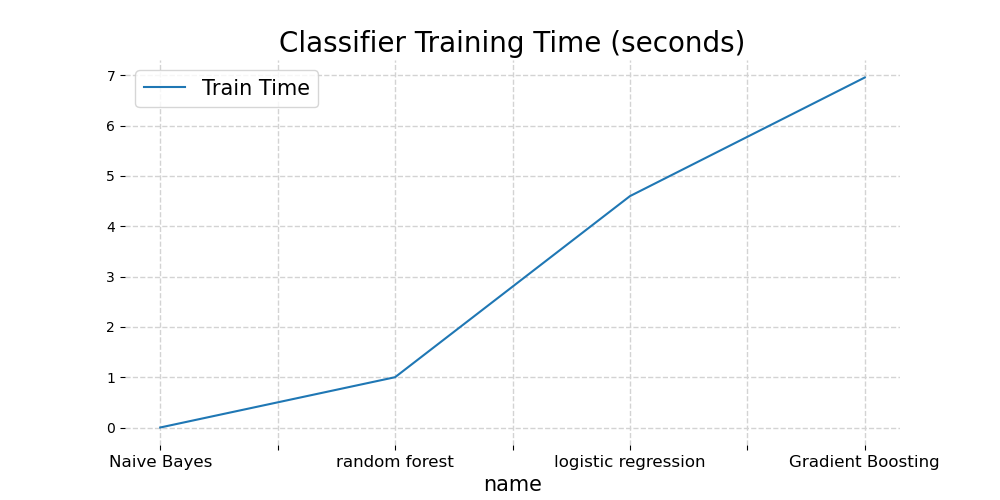 Classifier Training Time (seconds)
Train Time
7
6
5
4
3
2
1
0
Naive Bayes random forest logistic regression Gradient Boosting
name